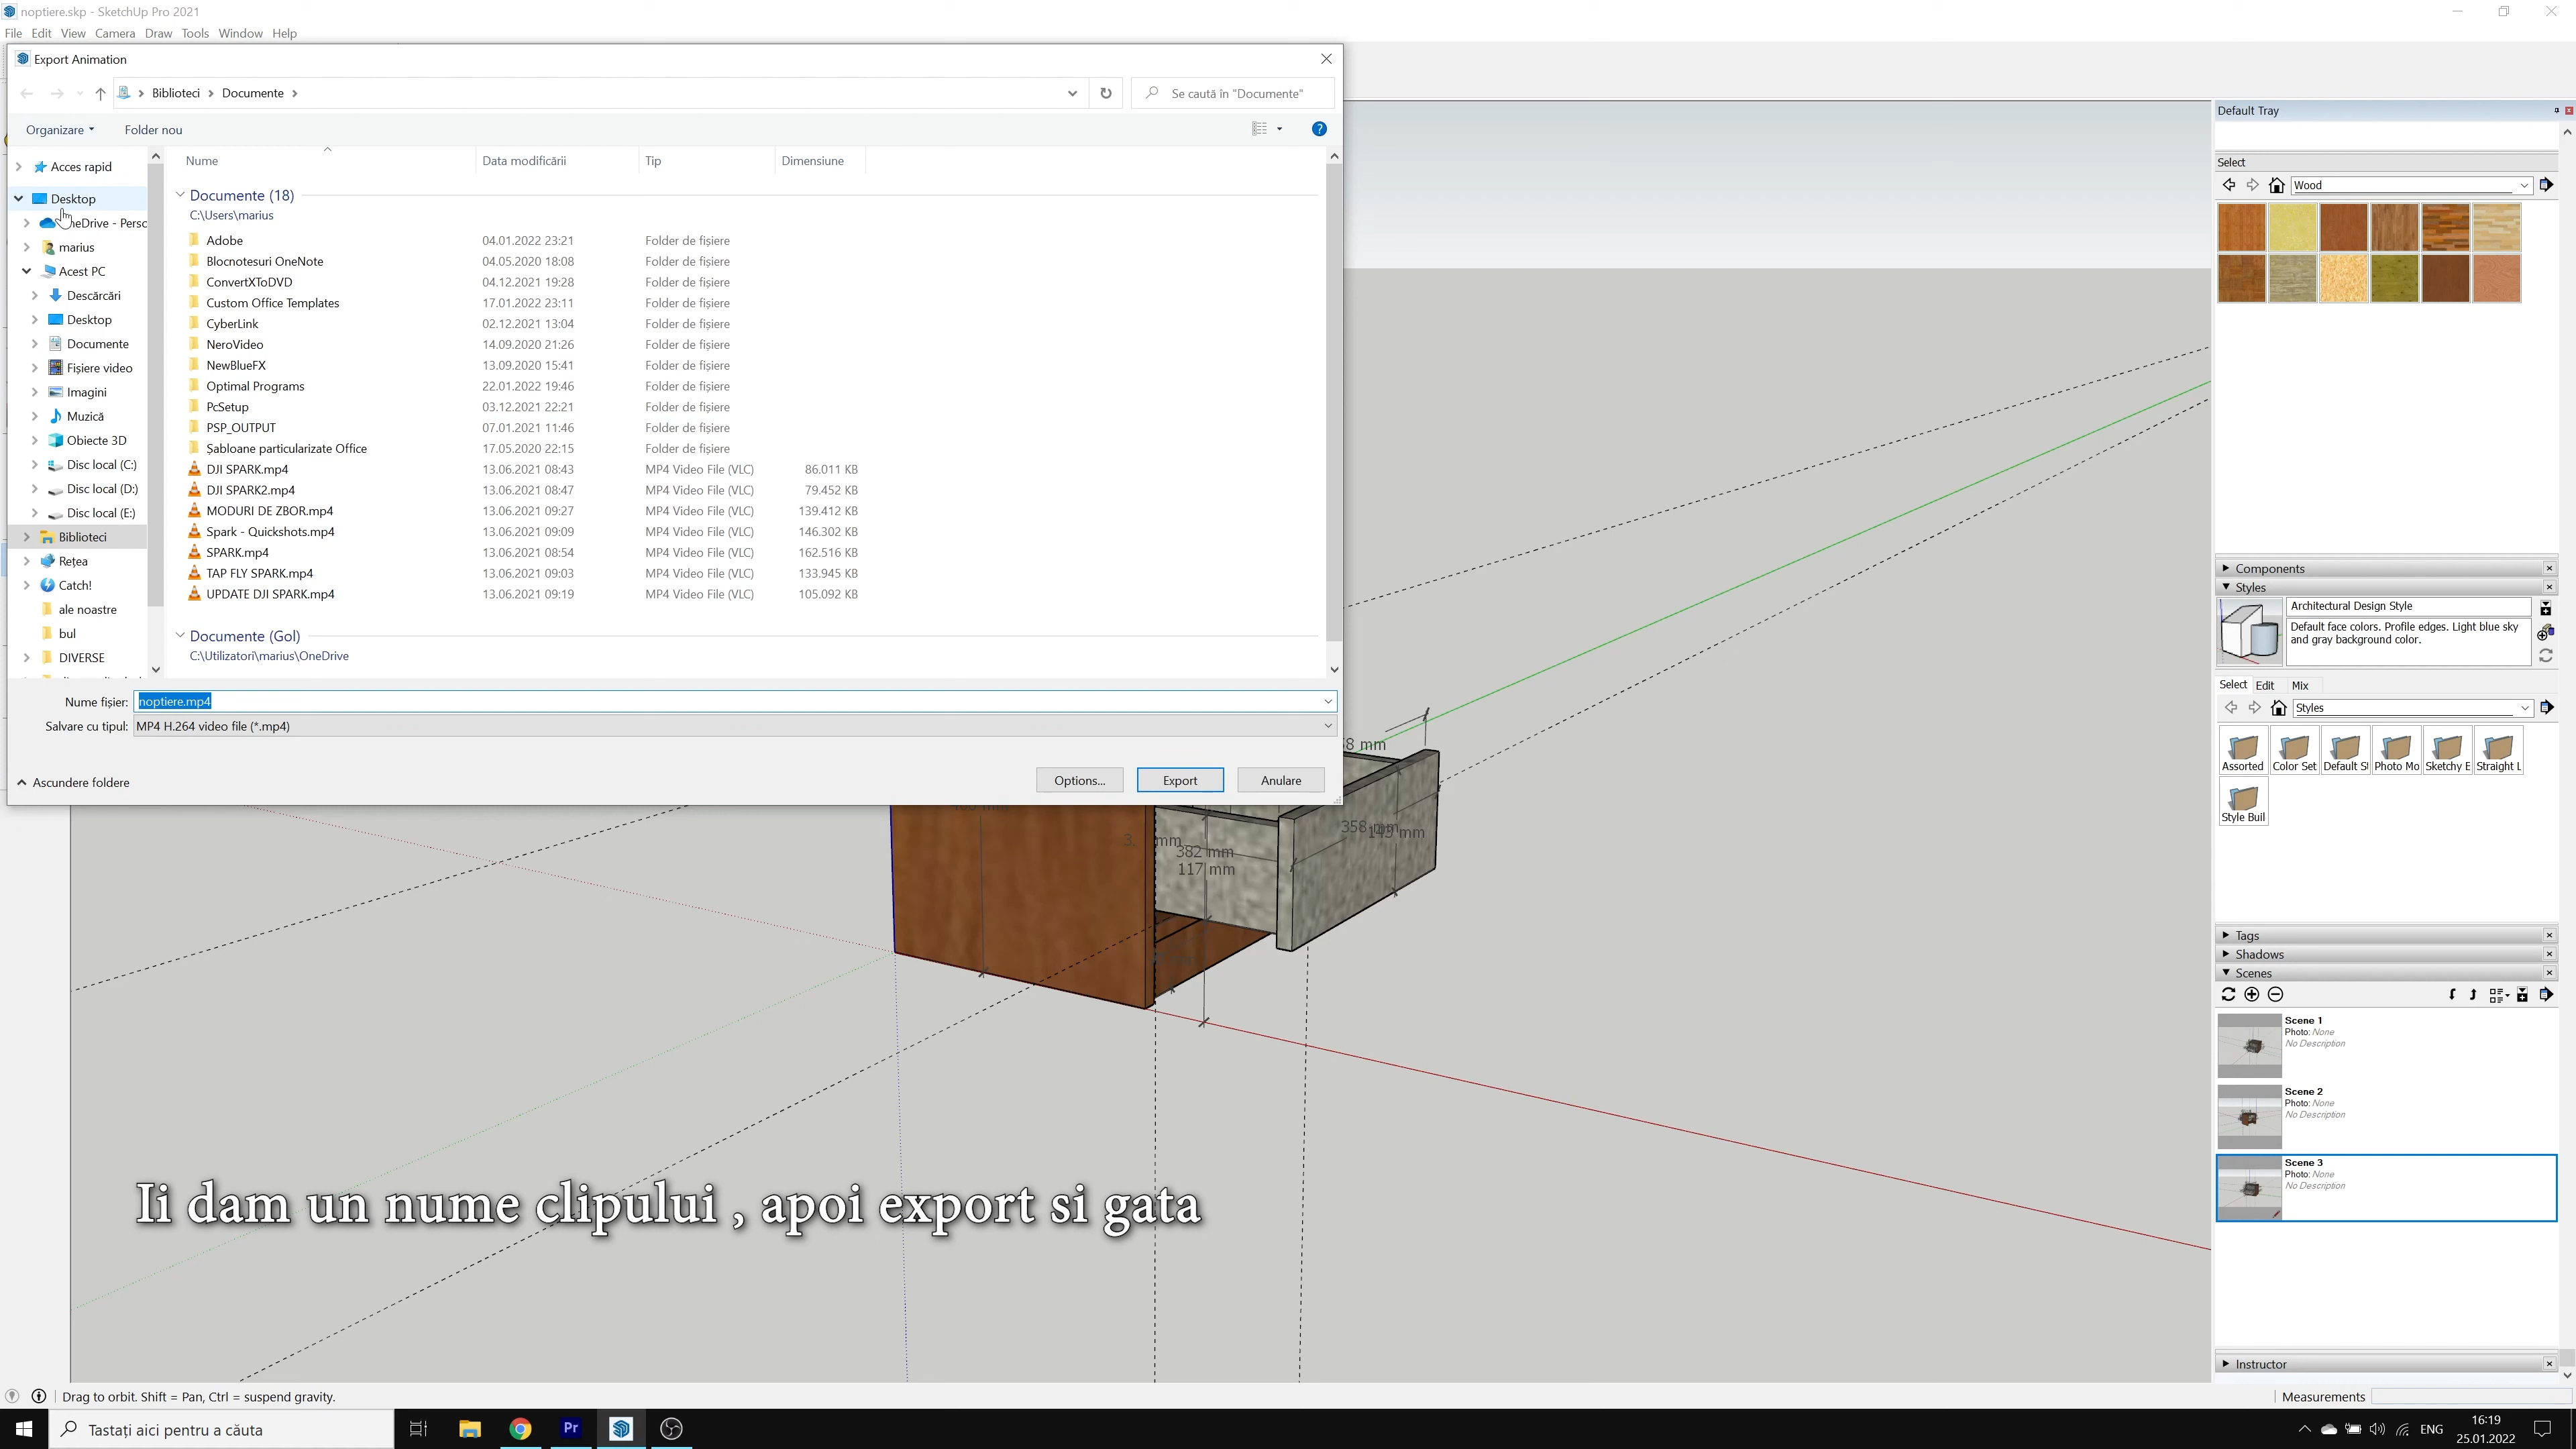 noptiere.skp - SketchUp Pro 2021
File Edit View Camera Draw Tools Window Help
Export Animation
Biblioteci Documente
Se caută în "Documente"
Organizare Folder nou
Nume Data modificării Tip Dimensiune
Acces rapid
Desktop
neDrive - Persc
marius
Acest PC
Descărcări
Desktop
Documente
Fișiere video
Imagini
Muzică
Obiecte 3D
Disc local (C:)
Disc local (D:)
Disc local (E:)
Biblioteci
Rețea
Catch!
ale noastre
bul
DIVERSE
Documente (18)
C:\Users\marius
Adobe 04.01.2022 23:21 Folder de fișiere
Blocnotesuri OneNote 04.05.2020 18:08 Folder de fișiere
ConvertXToDVD 04.12.2021 19:28 Folder de fișiere
Custom Office Templates 17.01.2022 23:11 Folder de fișiere
CyberLink 02.12.2021 13:04 Folder de fișiere
NeroVideo 14.09.2020 21:26 Folder de fișiere
NewBlueFX 13.09.2020 15:41 Folder de fișiere
Optimal Programs 22.01.2022 19:46 Folder de fișiere
PcSetup 03.12.2021 22:21 Folder de fișiere
PSP_OUTPUT 07.01.2021 11:46 Folder de fișiere
Șabloane particularizate Office 17.05.2020 22:15 Folder de fișiere
DJI SPARK.mp4 13.06.2021 08:43 MP4 Video File (VLC) 86.011 KB
DJI SPARK2.mp4 13.06.2021 08:47 MP4 Video File (VLC) 79.452 KB
MODURI DE ZBOR.mp4 13.06.2021 09:27 MP4 Video File (VLC) 139.412 KB
Spark - Quickshots.mp4 13.06.2021 09:09 MP4 Video File (VLC) 146.302 KB
SPARK.mp4 13.06.2021 08:54 MP4 Video File (VLC) 162.516 KB
TAP FLY SPARK.mp4 13.06.2021 09:03 MP4 Video File (VLC) 133.945 KB
UPDATE DJI SPARK.mp4 13.06.2021 09:19 MP4 Video File (VLC) 105.092 KB
Documente (Gol)
C:\Utilizatori\marius\OneDrive
Nume fișier: noptiere.mp4
Salvare cu tipul: MP4 H.264 video file (*.mp4)
Ascundere foldere
Options... Export Anulare
8 mm
358 mm
143 mm
mm
382 mm
117 mm
Ii dam un nume clipului , apoi export si gata
Default Tray
Select
Wood
Components
Styles
Architectural Design Style
Default face colors. Profile edges. Light blue sky
and gray background color.
Select Edit Mix
Styles
Assorted Color Set Default S Photo Mo Sketchy E Straight L
Style Buil
Tags
Shadows
Scenes
Scene 1
Photo: None
No Description
Scene 2
Photo: None
No Description
Scene 3
Photo: None
No Description
Instructor
Drag to orbit. Shift = Pan, Ctrl = suspend gravity.
Measurements
Tastați aici pentru a căuta
Pr
ENG
16:19
25.01.2022